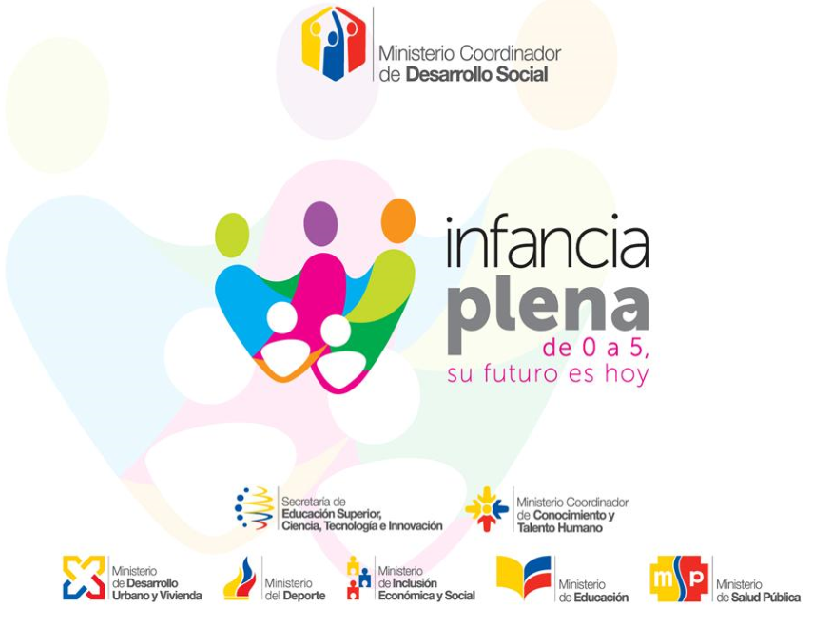 Ministerio Coordinador
de Desarrollo Social
infancia
plena
de 0 a 5,
su futuro es hoy
Secretaría de
Educación Superior,
Ciencia, Tecnología e Innovación
Ministerio Coordinador
de Conocimiento y
Talento Humano
Ministerio
de Desarrollo
Urbano y Vivienda
Ministerio
del Deporte
Ministerio
de Inclusión
Económica y Social
Ministerio
de Educación
msp
Ministerio
de Salud Pública